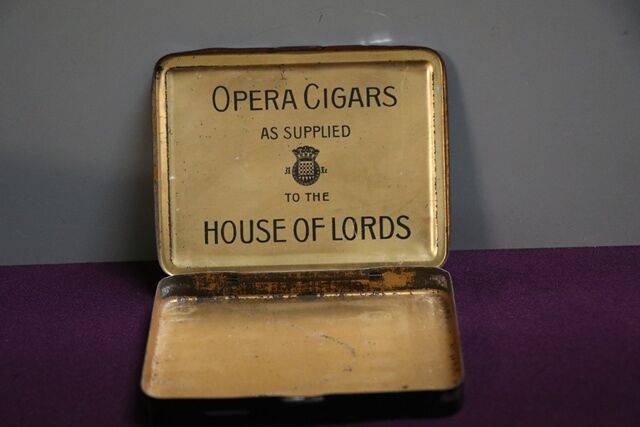 OPERA CIGARS
AS SUPPLIED
TO THE
HOUSE OF LORDS